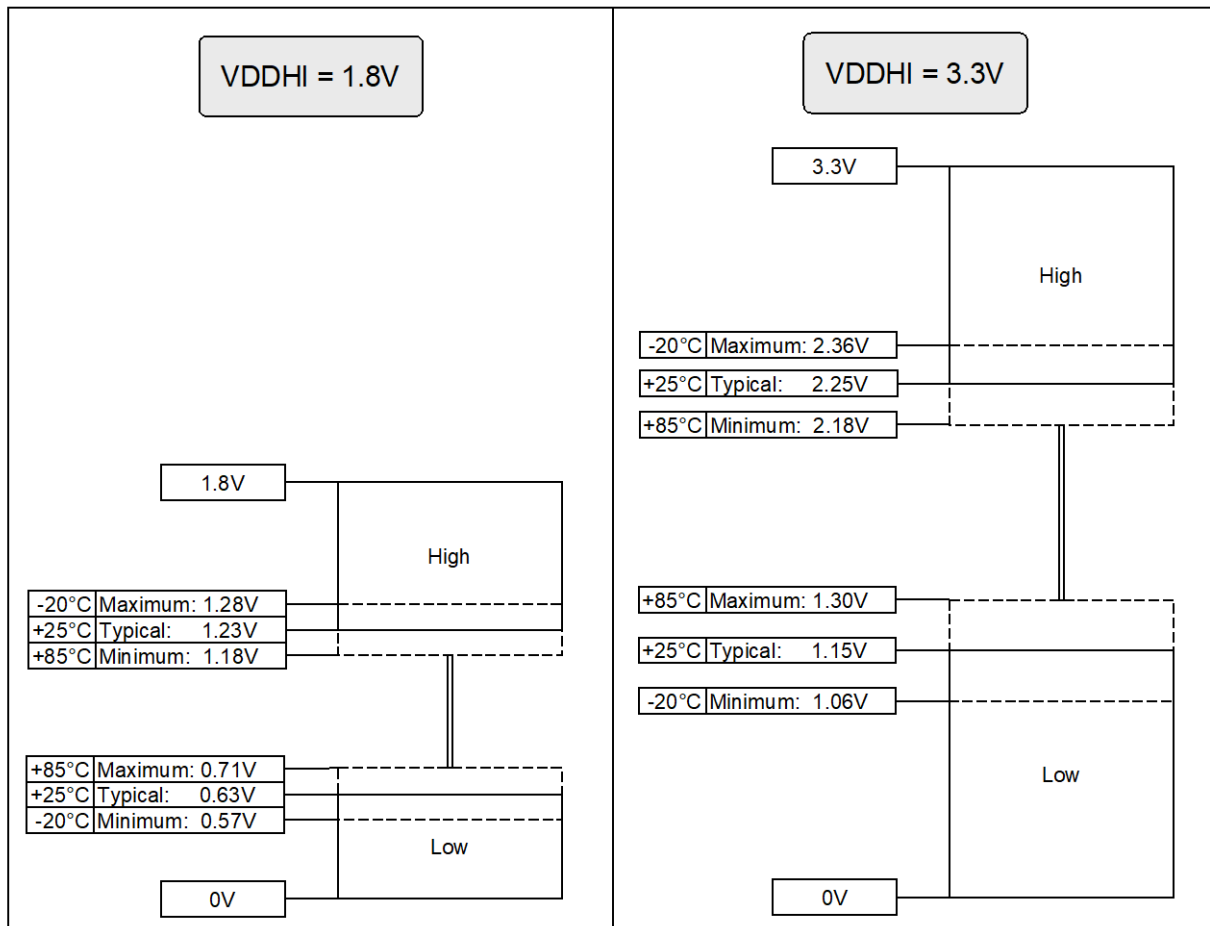 VDDHI = 1.8V
1.8V
High
-20°C Maximum: 1.28V
+25°C Typical: 1.23V
+85°C Minimum: 1.18V
+85°C Maximum: 0.71V
+25°C Typical: 0.63V
-20°C Minimum: 0.57V
Low
0V
VDDHI = 3.3V
3.3V
High
-20°C Maximum: 2.36V
+25°C Typical: 2.25V
+85°C Minimum: 2.18V
+85°C Maximum: 1.30V
+25°C Typical: 1.15V
-20°C Minimum: 1.06V
Low
0V